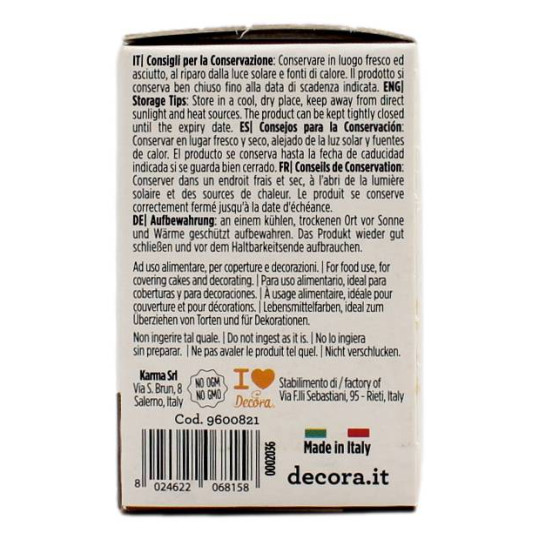 IT| Consigli per la Conservazione: Conservare in luogo fresco ed
asciutto, al riparo dalla luce solare e fonti di calore. Il prodotto si
conserva ben chiuso fino alla data di scadenza indicata. ENG|
Storage Tips: Store in a cool, dry place, keep away from direct
sunlight and heat sources. The product can be kept tightly closed
until the expiry date. ES| Consejos para la Conservación:
Conservar en lugar fresco y seco, alejado de la luz solar y fuentes
de calor. El producto se conserva hasta la fecha de caducidad
indicada si se guarda bien cerrado. FR| Conseils de Conservation:
Conserver dans un endroit frais et sec, à l'abri de la lumière
solaire et des sources de chaleur. Le produit se conserve
correctement fermé jusqu'à la date d'échéance.
DE| Aufbewahrung: an einem kühlen, trockenen Ort vor Sonne
und Wärme geschützt aufbewahren. Das Produkt wieder gut
schließen und vor dem Haltbarkeitsende aufbrauchen.
Ad uso alimentare, per coperture e decorazioni. | For food use, for
covering cakes and decorating. | Para uso alimentario, ideal para
coberturas y para decoraciones. | À usage alimentaire, idéale pour
couverture et pour décorations. | Lebensmittelfarben, ideal zum
Überziehen von Torten und für Dekorationen.
Non ingerire tal quale. | Do not ingest as it is. | No lo ingiera
sin preparar. | Ne pas avaler le produit tel quel. | Nicht verschlucken.
Karma Srl
Via S. Brun, 8
Salerno, Italy
NO OGM
NO GMO
I
Decora
Stabilimento di / factory of
Via F.lli Sebastiani, 95 - Rieti, Italy
Cod. 9600821
8 024622 068158
0002036
Made in Italy
decora.it